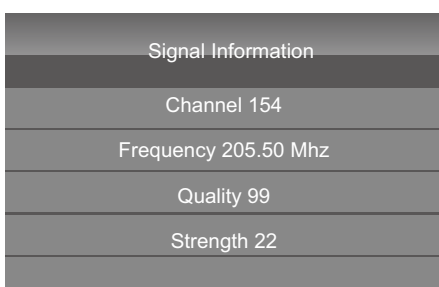 Signal Information
Channel 154
Frequency 205.50 Mhz
Quality 99
Strength 22